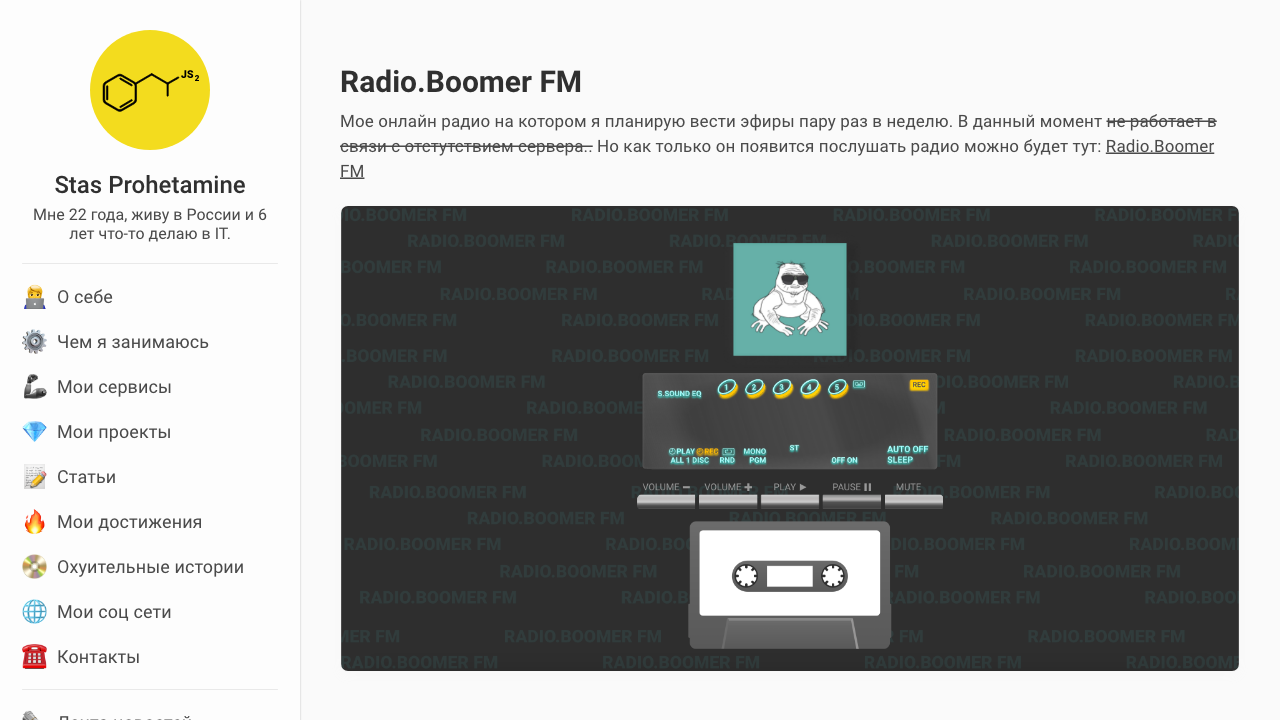 JS2
Stas Prohetamine
Мне 22 года, живу в России и 6
лет что-то делаю в IT.
О себе
Чем я занимаюсь
Мои сервисы
Мои проекты
Статьи
Мои достижения
Охуительные истории
Мои соц сети
Контакты
Radio.Boomer FM
Мое онлайн радио на котором я планирую вести эфиры пару раз в неделю. В данный момент не работает в
связи с отстутствием сервера.. Но как только он появится послушать радио можно будет тут: Radio.Boomer
FM
RADIO.BOOMER FM
S.SOUND EQ 1 2 3 4 5 REC
PLAY REC MONO ST AUTO OFF
ALL 1 DISC RND PGM OFF ON SLEEP
VOLUME VOLUME PLAY PAUSE MUTE